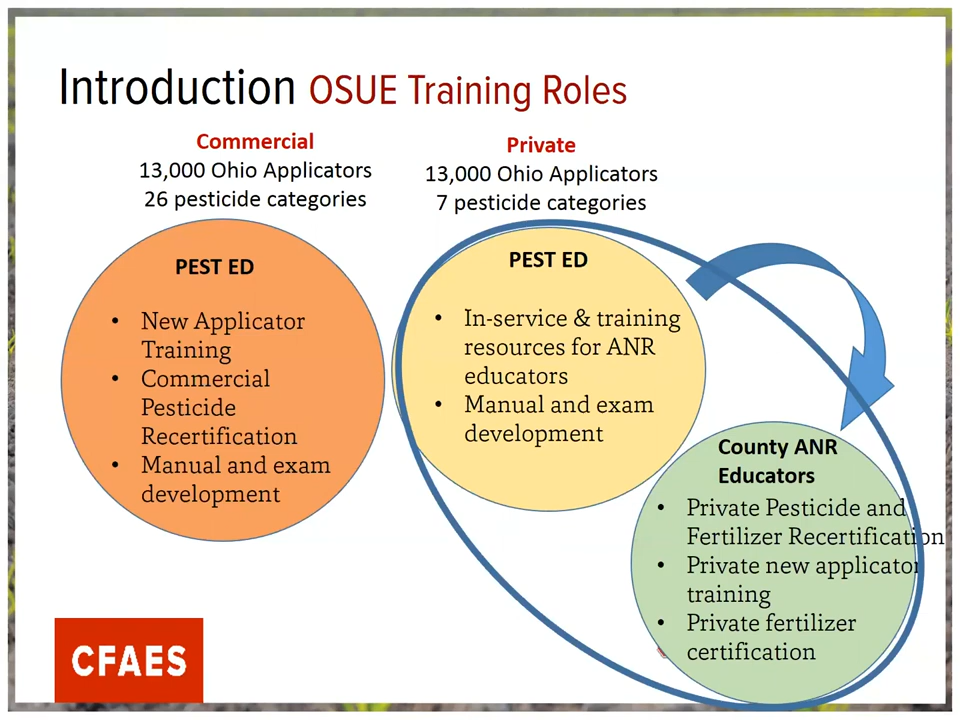 Introduction OSUE Training Roles
Commercial
13,000 Ohio Applicators
26 pesticide categories
Private
13,000 Ohio Applicators
7 pesticide categories
PEST ED
• New Applicator
Training
• Commercial
Pesticide
Recertification
• Manual and exam
development
PEST ED
• In-service & training
resources for ANR
educators
• Manual and exam
development
County ANR
Educators
• Private Pesticide and
Fertilizer Recertification
• Private new applicator
training
• Private fertilizer
certification
CFAES